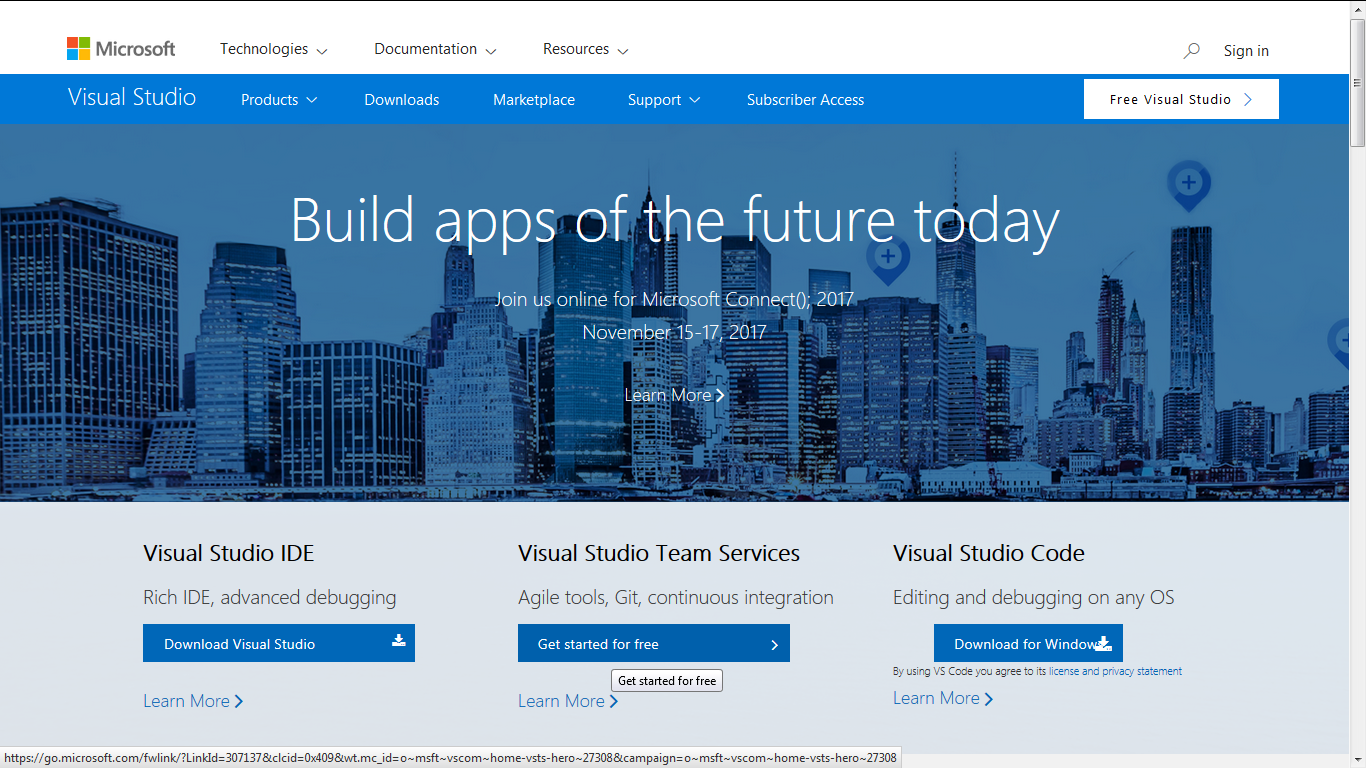 Microsoft Technologies Documentation Resources Sign in
Visual Studio Products Downloads Marketplace Support Subscriber Access Free Visual Studio
Build apps of the future today
Join us online for Microsoft Connect(); 2017
November 15-17, 2017
Learn More
Visual Studio IDE
Rich IDE, advanced debugging
Download Visual Studio
Learn More
Visual Studio Team Services
Agile tools, Git, continuous integration
Get started for free
Get started for free
Learn More
Visual Studio Code
Editing and debugging on any OS
Download for Windows
By using VS Code you agree to its license and privacy statement
Learn More
https://go.microsoft.com/fwlink/?LinkId=307137&clcid=0x409&wt.mc_id=o~msft~vscom~home-vsts-hero~27308&campaign=o~msft~vscom~home-vsts-hero~27308